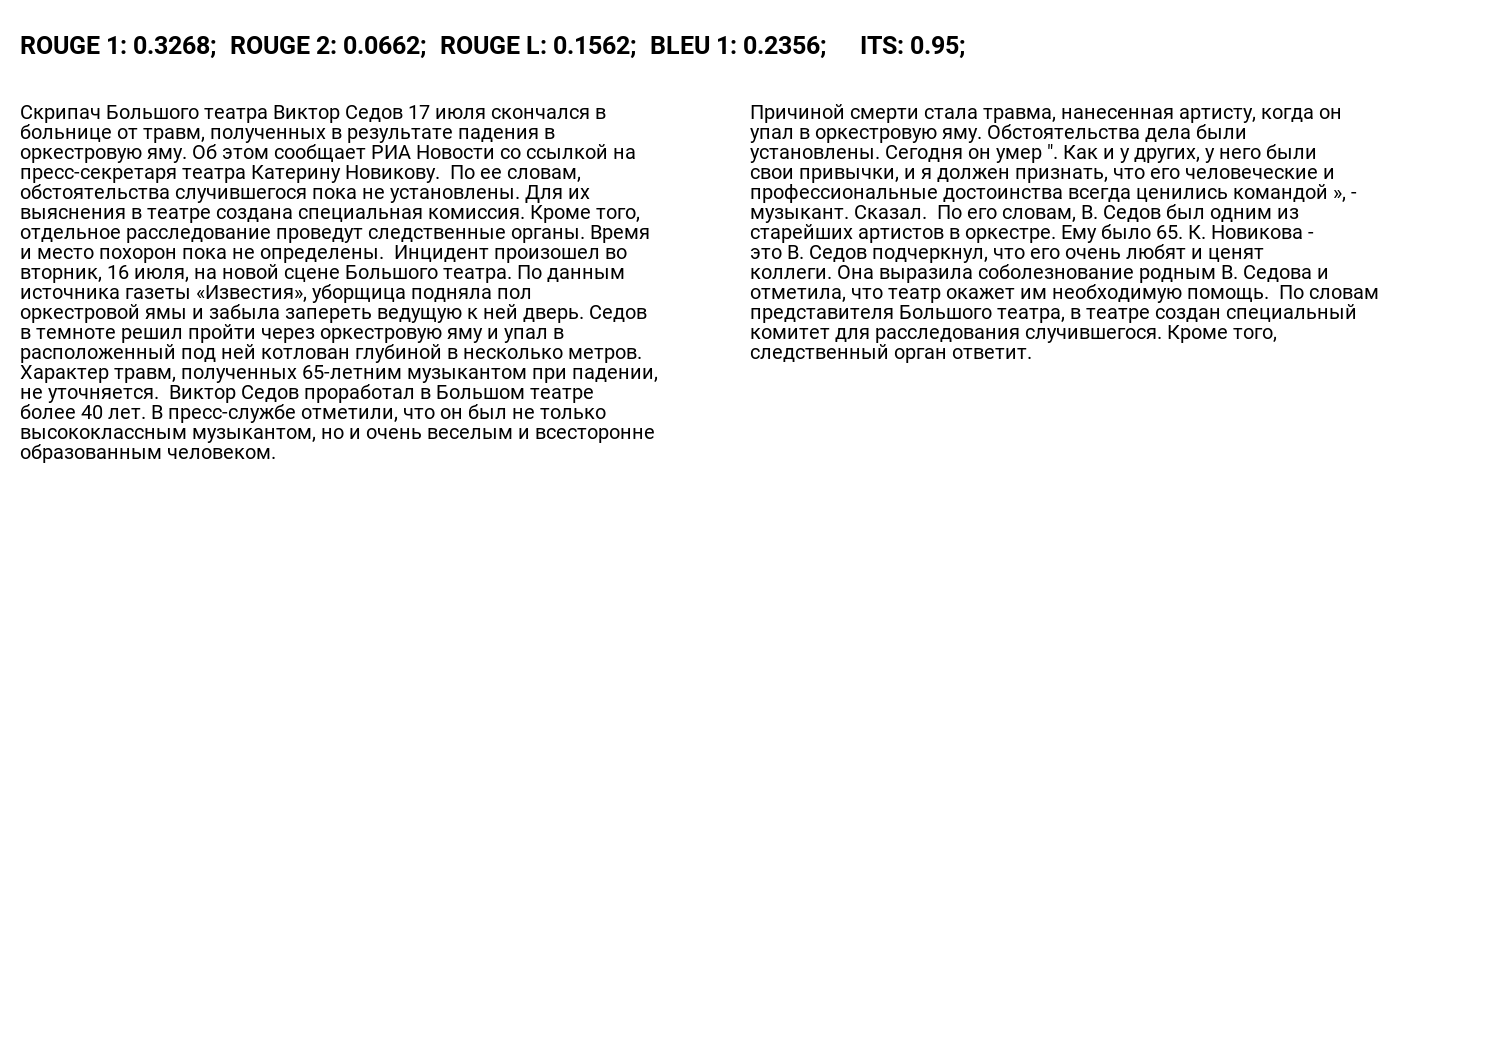 ROUGE 1: 0.3268; ROUGE 2: 0.0662; ROUGE L: 0.1562; BLEU 1: 0.2356; ITS: 0.95;
Скрипач Большого театра Виктор Седов 17 июля скончался в
больнице от травм, полученных в результате падения в
оркестровую яму. Об этом сообщает РИА Новости со ссылкой на
пресс-секретаря театра Катерину Новикову.  По ее словам,
обстоятельства случившегося пока не установлены. Для их
выяснения в театре создана специальная комиссия. Кроме того,
отдельное расследование проведут следственные органы. Время
и место похорон пока не определены.  Инцидент произошел во
вторник, 16 июля, на новой сцене Большого театра. По данным
источника газеты «Известия», уборщица подняла пол
оркестровой ямы и забыла запереть ведущую к ней дверь. Седов
в темноте решил пройти через оркестровую яму и упал в
расположенный под ней котлован глубиной в несколько метров.
Характер травм, полученных 65-летним музыкантом при падении,
не уточняется.  Виктор Седов проработал в Большом театре
более 40 лет. В пресс-службе отметили, что он был не только
высококлассным музыкантом, но и очень веселым и всесторонне
образованным человеком.
Причиной смерти стала травма, нанесенная артисту, когда он
упал в оркестровую яму. Обстоятельства дела были
установлены. Сегодня он умер ". Как и у других, у него были
свои привычки, и я должен признать, что его человеческие и
профессиональные достоинства всегда ценились командой », -
музыкант. Сказал.  По его словам, В. Седов был одним из
старейших артистов в оркестре. Ему было 65. К. Новикова -
это В. Седов подчеркнул, что его очень любят и ценят
коллеги. Она выразила соболезнование родным В. Седова и
отметила, что театр окажет им необходимую помощь.  По словам
представителя Большого театра, в театре создан специальный
комитет для расследования случившегося. Кроме того,
следственный орган ответит.